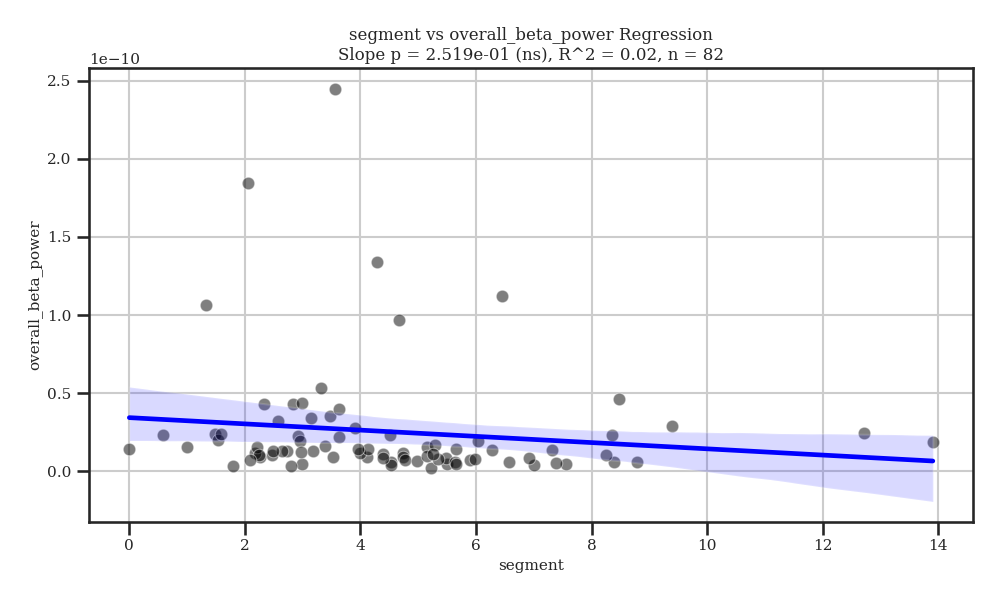 segment vs overall_beta_power Regression
Slope p = 2.519e-01 (ns), R^2 = 0.02, n = 82
1e−10
2.5
2.0
1.5
1.0
0.5
0.0
overall_beta_power
0 2 4 6 8 10 12 14
segment